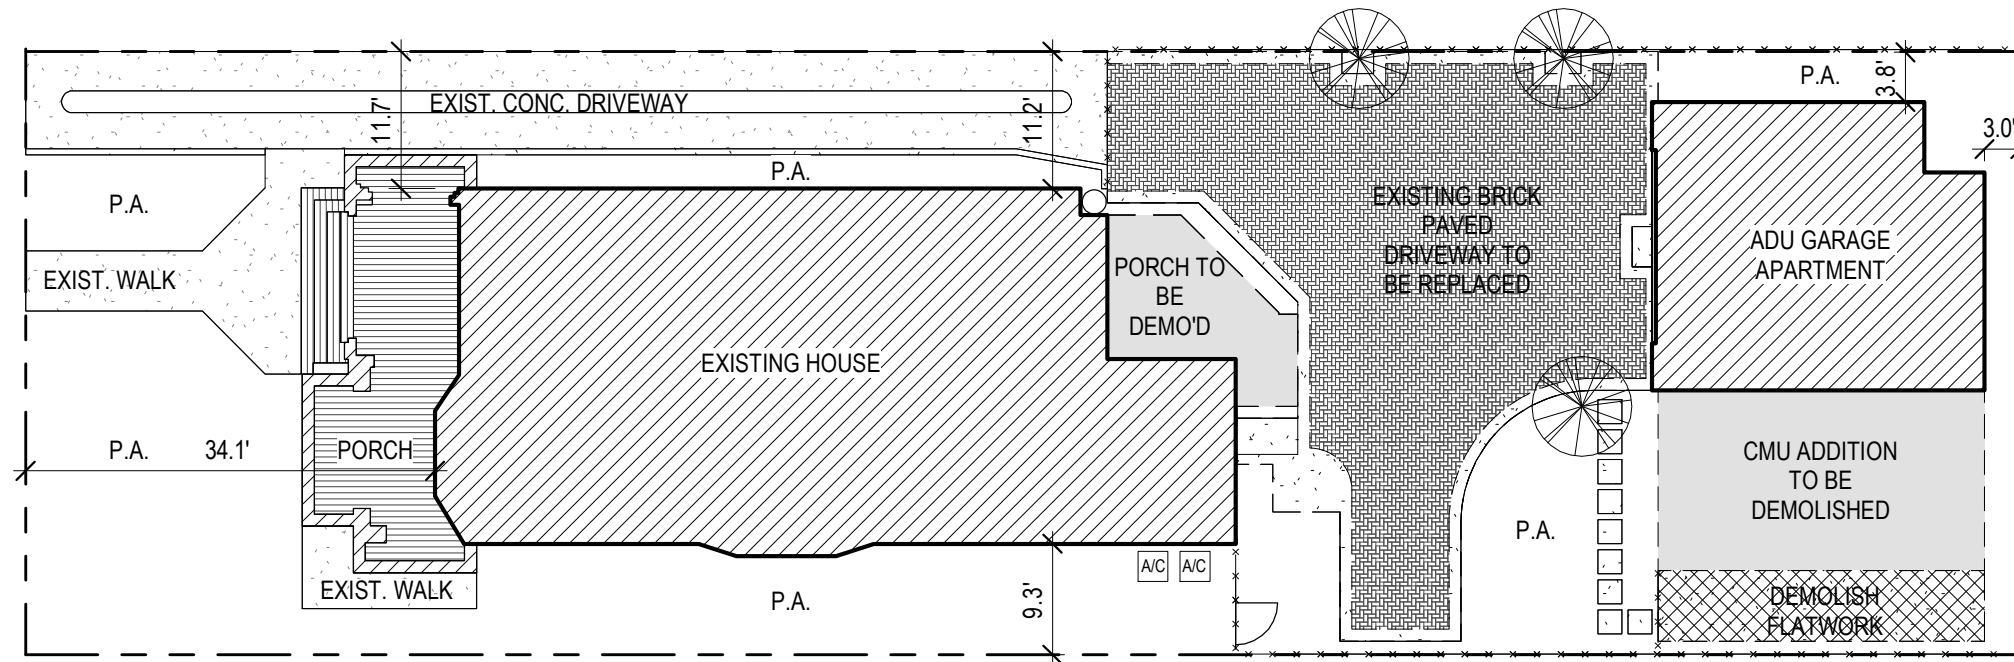 P.A.
3.8'
3.0'
EXIST. CONC. DRIVEWAY
11.7'
11.2'
P.A.
P.A.
EXIST. WALK
EXISTING BRICK
PAVED
DRIVEWAY TO
BE REPLACED
ADU GARAGE
APARTMENT
PORCH TO
BE
DEMO'D
EXISTING HOUSE
P.A.
34.1'
PORCH
CMU ADDITION
TO BE
DEMOLISHED
P.A.
A/C
A/C
EXIST. WALK
P.A.
9.3'
DEMOLISH
FLATWORK